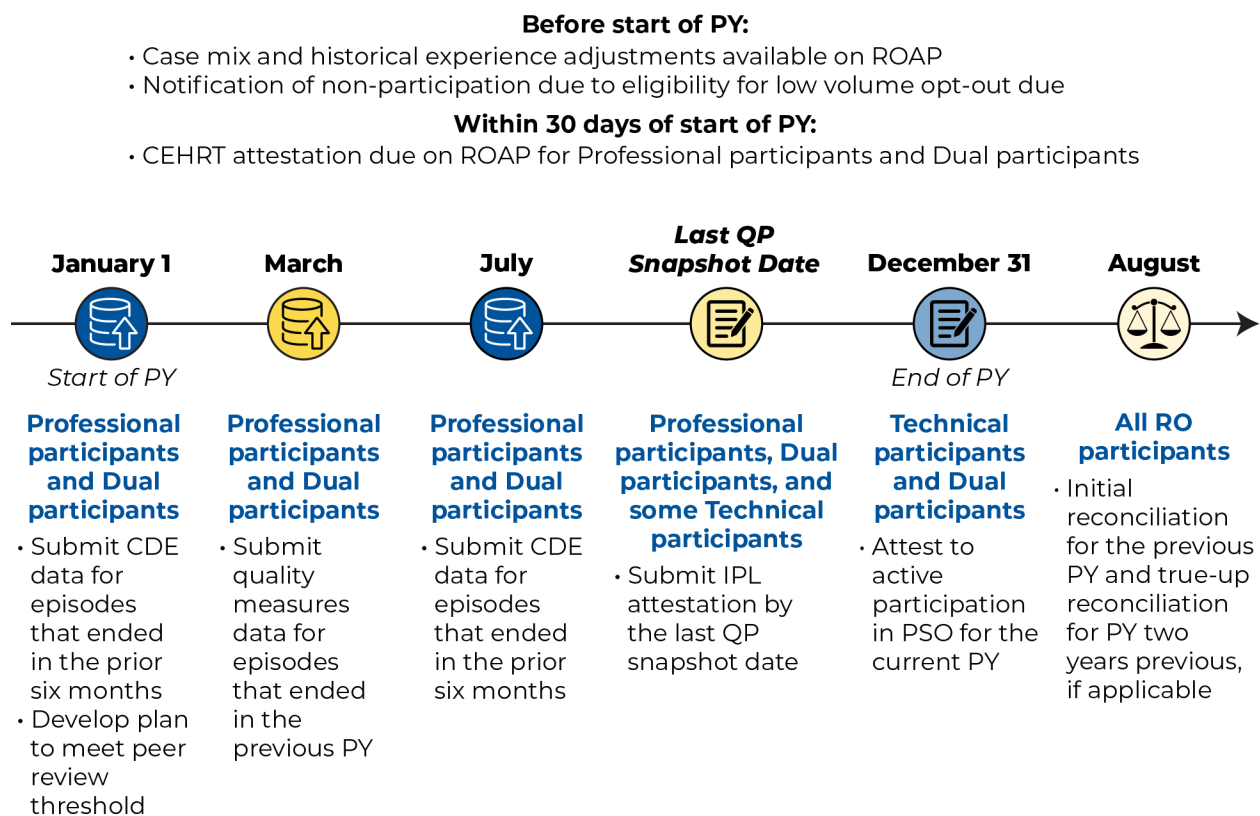 Before start of PY:
• Case mix and historical experience adjustments available on ROAP
• Notification of non-participation due to eligibility for low volume opt-out due
Within 30 days of start of PY:
• CEHRT attestation due on ROAP for Professional participants and Dual participants
January 1
Start of PY
Professional
participants
and Dual
participants
• Submit CDE
data for
episodes
that ended
in the prior
six months
• Develop plan
to meet peer
review
threshold
March
Professional
participants
and Dual
participants
• Submit
quality
measures
data for
episodes
that ended
in the
previous PY
July
Professional
participants
and Dual
participants
• Submit CDE
data for
episodes
that ended
in the prior
six months
Last QP
Snapshot Date
Professional
participants, Dual
participants, and
some Technical
participants
• Submit IPL
attestation by
the last QP
snapshot date
December 31
End of PY
Technical
participants
and Dual
participants
• Attest to
active
participation
in PSO for the
current PY
August
All RO
participants
• Initial
reconciliation
for the previous
PY and true-up
reconciliation
for PY two
years previous,
if applicable